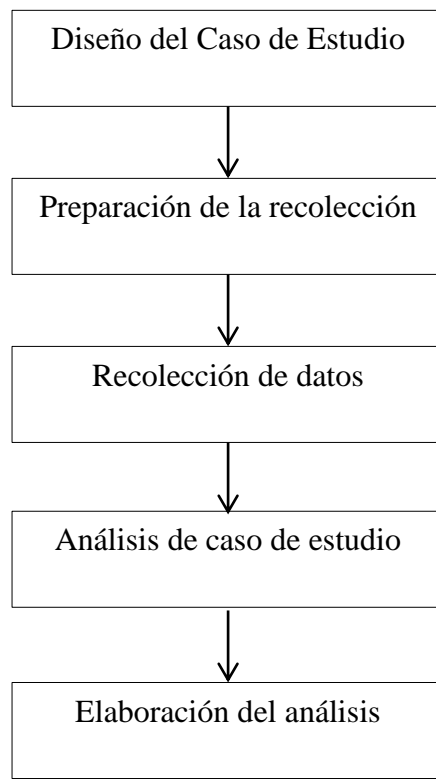 Diseño del Caso de Estudio
Preparación de la recolección
Recolección de datos
Análisis de caso de estudio
Elaboración del análisis